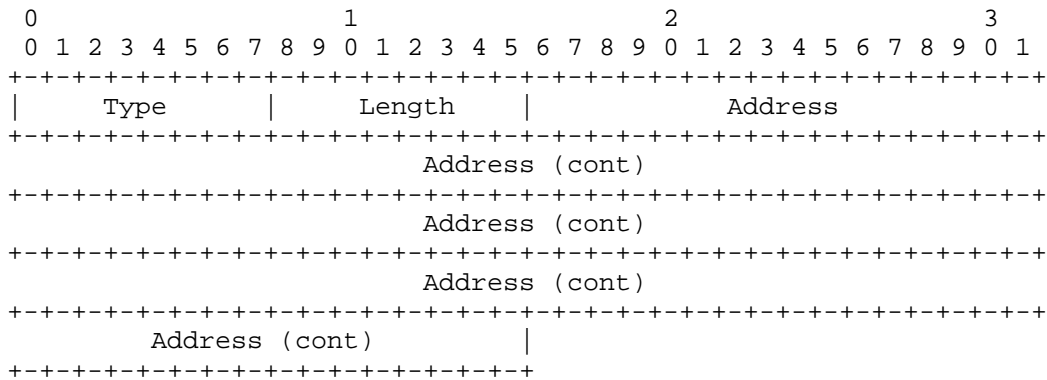 0                   1                   2                   3
 0 1 2 3 4 5 6 7 8 9 0 1 2 3 4 5 6 7 8 9 0 1 2 3 4 5 6 7 8 9 0 1
+-+-+-+-+-+-+-+-+-+-+-+-+-+-+-+-+-+-+-+-+-+-+-+-+-+-+-+-+-+-+-+-+
|     Type      |     Length    |            Address
+-+-+-+-+-+-+-+-+-+-+-+-+-+-+-+-+-+-+-+-+-+-+-+-+-+-+-+-+-+-+-+-+
                         Address (cont)
+-+-+-+-+-+-+-+-+-+-+-+-+-+-+-+-+-+-+-+-+-+-+-+-+-+-+-+-+-+-+-+-+
                         Address (cont)
+-+-+-+-+-+-+-+-+-+-+-+-+-+-+-+-+-+-+-+-+-+-+-+-+-+-+-+-+-+-+-+-+
                         Address (cont)
+-+-+-+-+-+-+-+-+-+-+-+-+-+-+-+-+-+-+-+-+-+-+-+-+-+-+-+-+-+-+-+-+
        Address (cont)          |
+-+-+-+-+-+-+-+-+-+-+-+-+-+-+-+-+